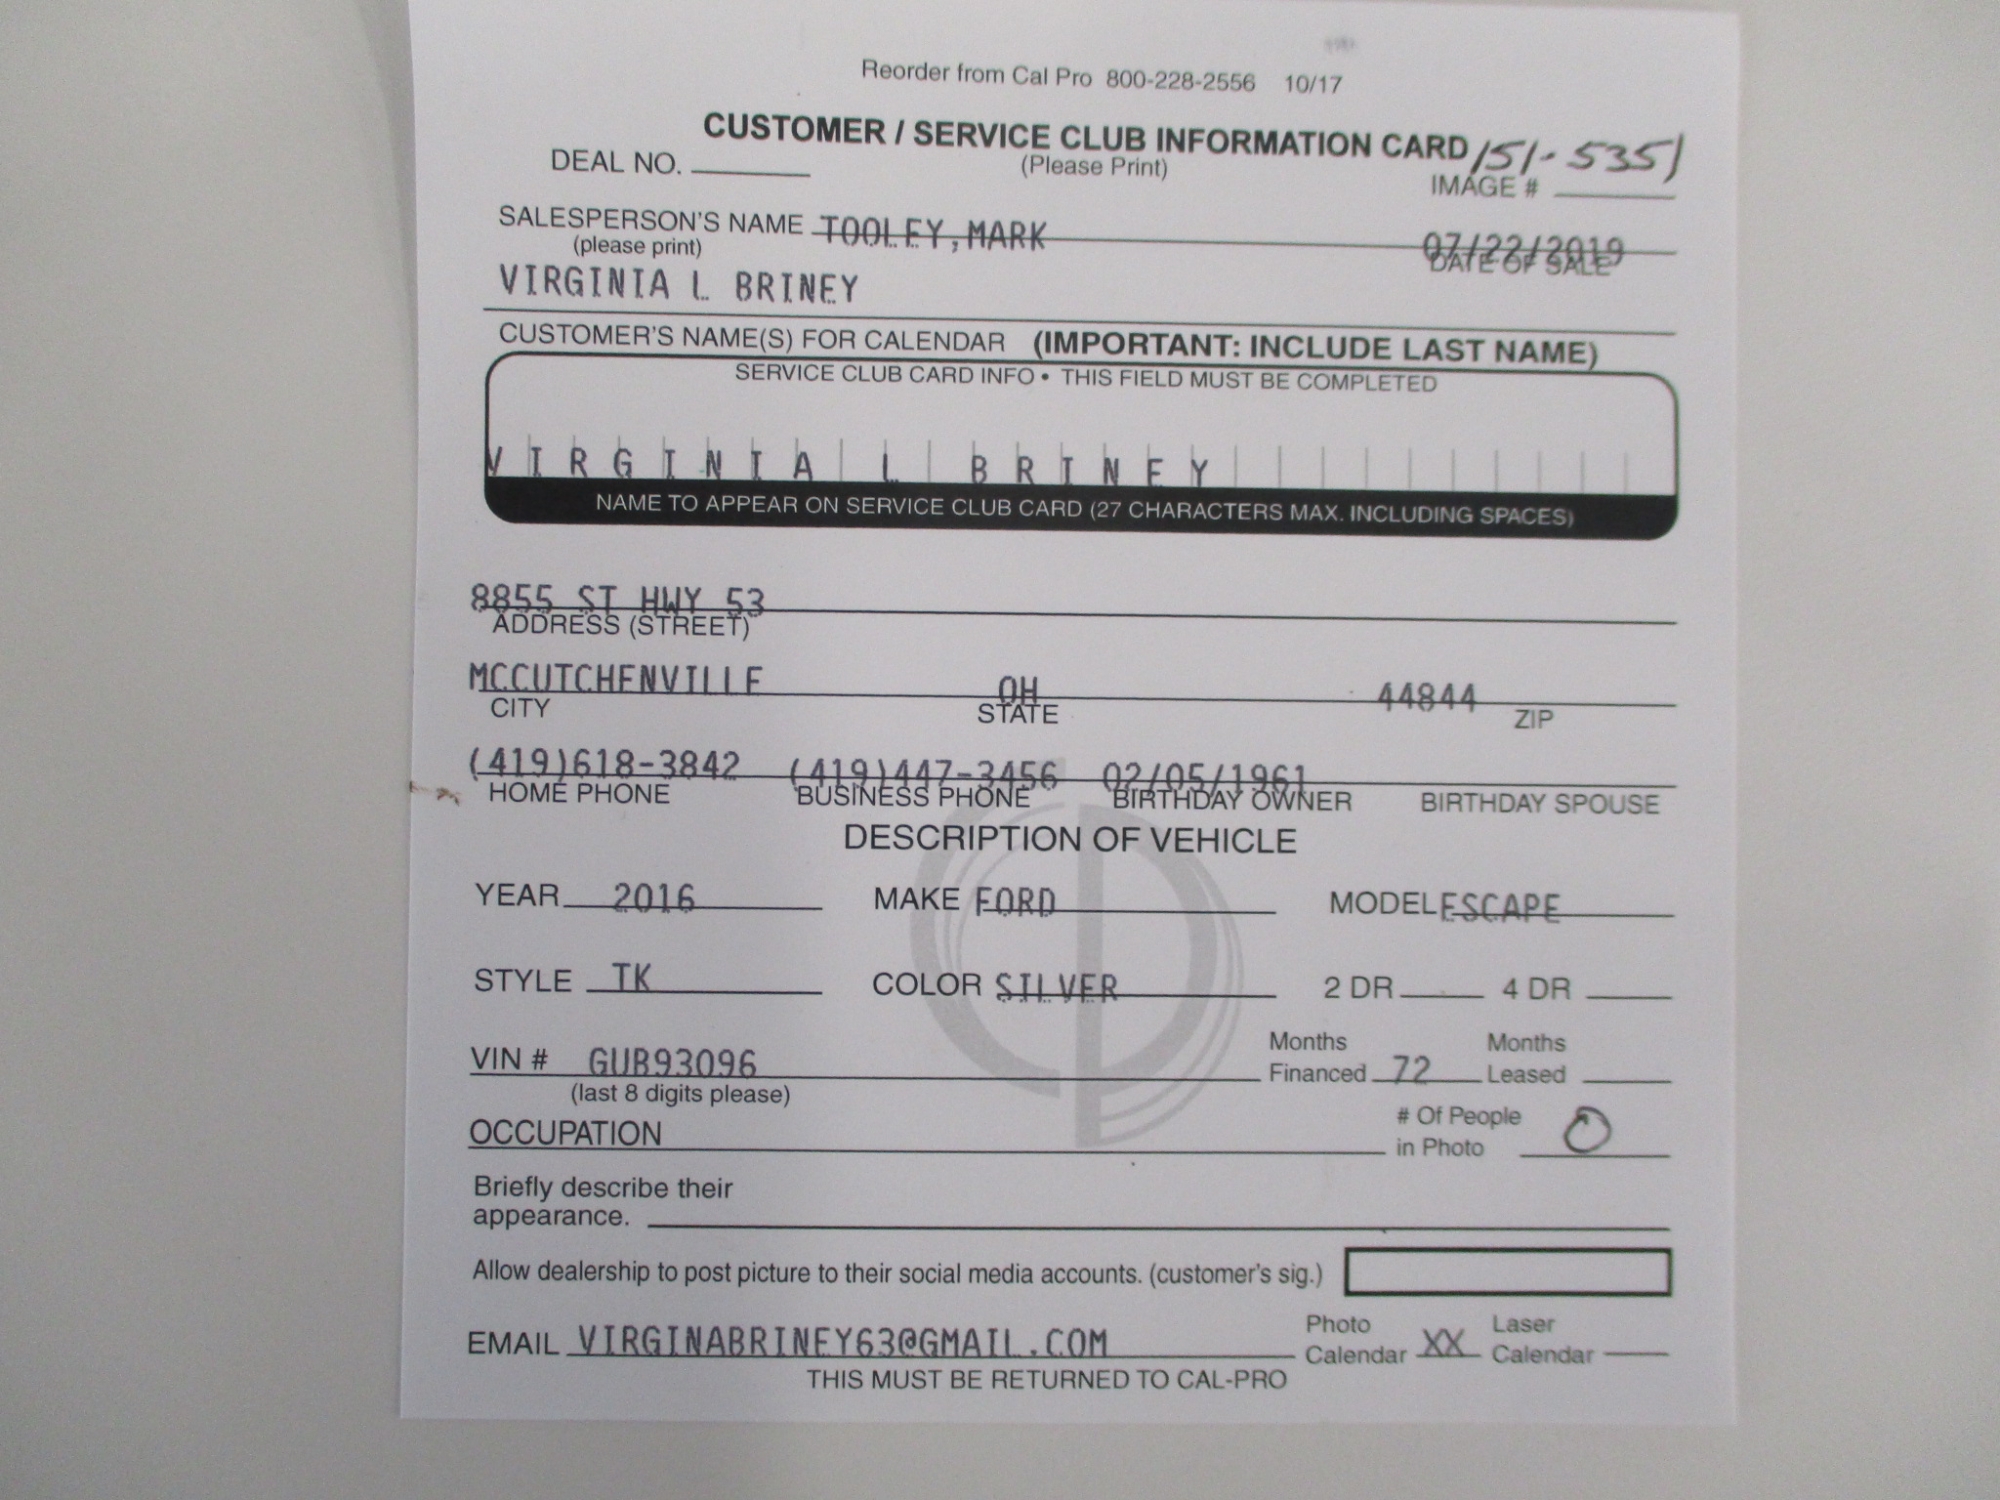 Reorder from Cal Pro 800-228-2556 10/17
CUSTOMER / SERVICE CLUB INFORMATION CARD 151-5351
DEAL NO. (Please Print) IMAGE #
SALESPERSON'S NAME TOOLEY, MARK 07/22/2019
(please print) DATE OF SALE
VIRGINIA L BRINEY
CUSTOMER'S NAME(S) FOR CALENDAR (IMPORTANT: INCLUDE LAST NAME)
SERVICE CLUB CARD INFO • THIS FIELD MUST BE COMPLETED
VIRGINIA L BRINEY
NAME TO APPEAR ON SERVICE CLUB CARD (27 CHARACTERS MAX. INCLUDING SPACES)
8855 ST HWY 53
ADDRESS (STREET)
MCCUTCHENVILLE OH 44844
CITY STATE ZIP
(419)618-3842 (419)447-3456 02/05/1961
HOME PHONE BUSINESS PHONE BIRTHDAY OWNER BIRTHDAY SPOUSE
DESCRIPTION OF VEHICLE
YEAR 2016 MAKE FORD MODEL ESCAPE
STYLE TK COLOR SILVER 2 DR 4 DR
Months Months
VIN # GUB93096 Financed 72 Leased
(last 8 digits please)
# Of People
OCCUPATION in Photo 0
Briefly describe their
appearance.
Allow dealership to post picture to their social media accounts. (customer's sig.)
Photo Laser
EMAIL VIRGINABRINEY63@GMAIL.COM Calendar XX Calendar
THIS MUST BE RETURNED TO CAL-PRO